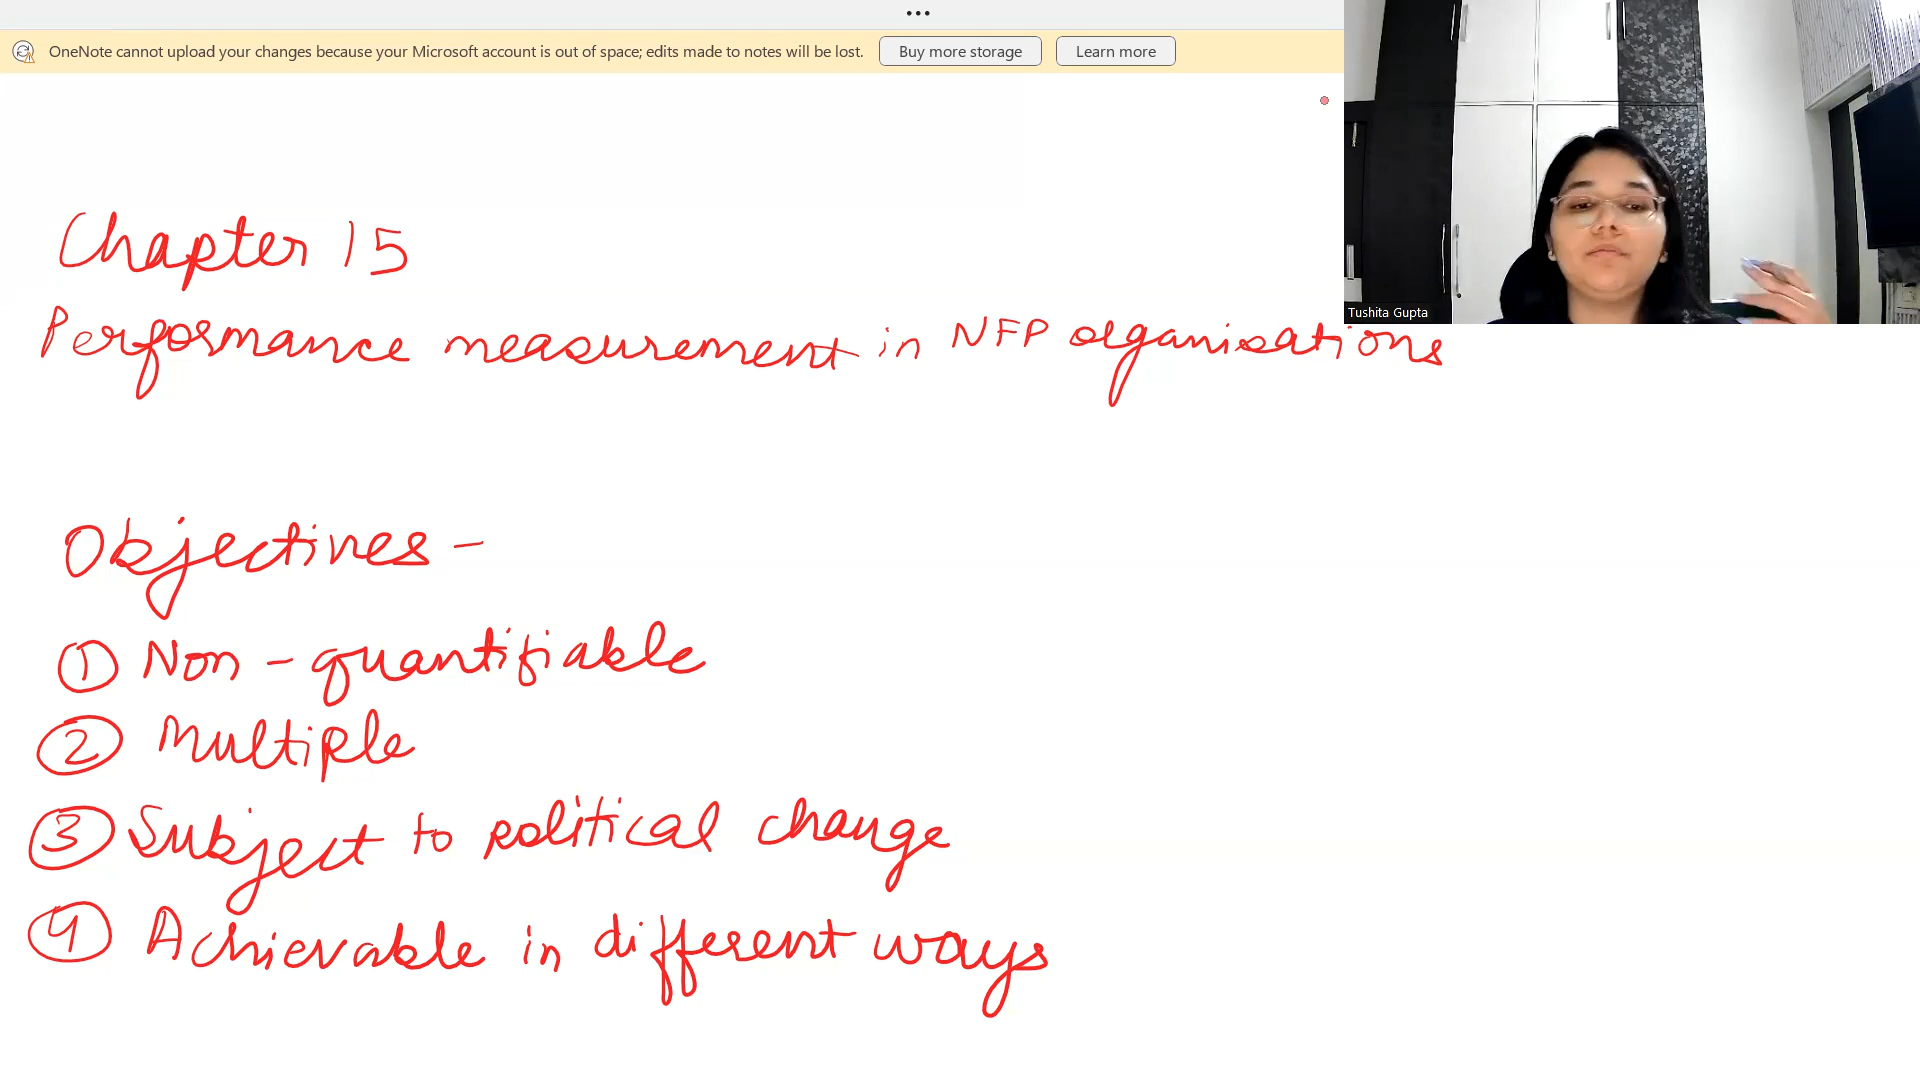 OneNote cannot upload your changes because your Microsoft account is out of space; edits made to notes will be lost. Buy more storage Learn more
Tushita Gupta
Chapter 15
Performance measurement in NFP organisations
Objectives -
① Non - quantifiable
② Multiple
③ Subject to political change
④ Achievable in different ways